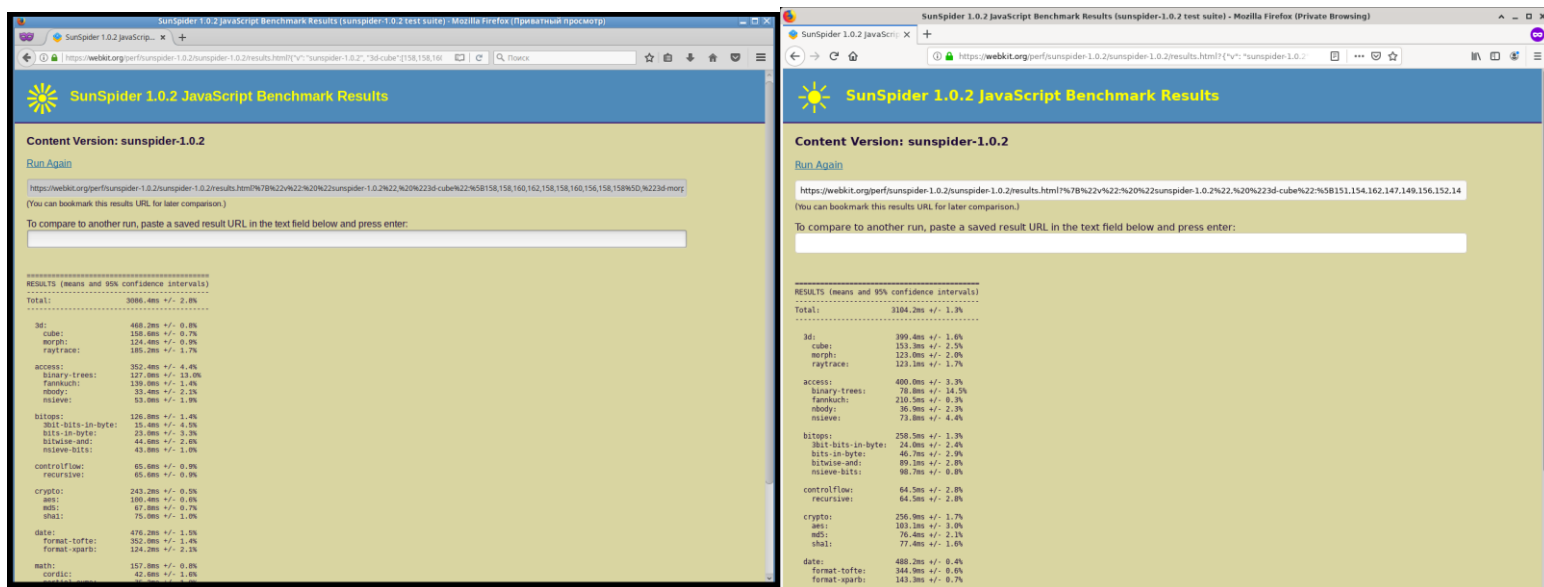 SunSpider 1.0.2 JavaScript Benchmark Results (sunspider-1.0.2 test suite) - Mozilla Firefox (Приватный просмотр)
SunSpider 1.0.2 JavaScrip... × +
https://webkit.org/perf/sunspider-1.0.2/sunspider-1.0.2/results.html?{"v": "sunspider-1.0.2", "3d-cube":[158,158,16
Поиск
SunSpider 1.0.2 JavaScript Benchmark Results
Content Version: sunspider-1.0.2
Run Again
https://webkit.org/perf/sunspider-1.0.2/sunspider-1.0.2/results.html?%7B%22v%22:%20%22sunspider-1.0.2%22,%20%223d-cube%22:%5B158,158,160,162,158,158,160,156,158,158%5D,%223d-morp
(You can bookmark this results URL for later comparison.)
To compare to another run, paste a saved result URL in the text field below and press enter:
============================================
RESULTS (means and 95% confidence intervals)
--------------------------------------------
Total: 3086.4ms +/- 2.8%
--------------------------------------------
3d: 468.2ms +/- 0.8%
cube: 158.6ms +/- 0.7%
morph: 124.4ms +/- 0.9%
raytrace: 185.2ms +/- 1.7%
access: 352.4ms +/- 4.4%
binary-trees: 127.0ms +/- 13.0%
fannkuch: 139.0ms +/- 1.4%
nbody: 33.4ms +/- 2.1%
nsieve: 53.0ms +/- 1.9%
bitops: 126.8ms +/- 1.4%
3bit-bits-in-byte: 15.4ms +/- 4.5%
bits-in-byte: 23.0ms +/- 3.3%
bitwise-and: 44.6ms +/- 2.6%
nsieve-bits: 43.8ms +/- 1.0%
controlflow: 65.6ms +/- 0.9%
recursive: 65.6ms +/- 0.9%
crypto: 243.2ms +/- 0.5%
aes: 100.4ms +/- 0.6%
md5: 67.8ms +/- 0.7%
sha1: 75.0ms +/- 1.0%
date: 476.2ms +/- 1.5%
format-tofte: 352.0ms +/- 1.4%
format-xparb: 124.2ms +/- 2.1%
math: 157.8ms +/- 0.8%
cordic: 42.6ms +/- 1.6%
SunSpider 1.0.2 JavaScript Benchmark Results (sunspider-1.0.2 test suite) - Mozilla Firefox (Private Browsing)
SunSpider 1.0.2 JavaScrip × +
https://webkit.org/perf/sunspider-1.0.2/sunspider-1.0.2/results.html?{"v": "sunspider-1.0.2
SunSpider 1.0.2 JavaScript Benchmark Results
Content Version: sunspider-1.0.2
Run Again
https://webkit.org/perf/sunspider-1.0.2/sunspider-1.0.2/results.html?%7B%22v%22:%20%22sunspider-1.0.2%22,%20%223d-cube%22:%5B151,154,162,147,149,156,152,14
(You can bookmark this results URL for later comparison.)
To compare to another run, paste a saved result URL in the text field below and press enter:
============================================
RESULTS (means and 95% confidence intervals)
--------------------------------------------
Total: 3104.2ms +/- 1.3%
--------------------------------------------
3d: 399.4ms +/- 1.6%
cube: 153.3ms +/- 2.5%
morph: 123.0ms +/- 2.0%
raytrace: 123.1ms +/- 1.7%
access: 400.0ms +/- 3.3%
binary-trees: 78.8ms +/- 14.5%
fannkuch: 210.5ms +/- 0.3%
nbody: 36.9ms +/- 2.3%
nsieve: 73.8ms +/- 4.4%
bitops: 258.5ms +/- 1.3%
3bit-bits-in-byte: 24.0ms +/- 2.4%
bits-in-byte: 46.7ms +/- 2.9%
bitwise-and: 89.1ms +/- 2.8%
nsieve-bits: 98.7ms +/- 0.8%
controlflow: 64.5ms +/- 2.8%
recursive: 64.5ms +/- 2.8%
crypto: 256.9ms +/- 1.7%
aes: 103.1ms +/- 3.0%
md5: 76.4ms +/- 2.1%
sha1: 77.4ms +/- 1.6%
date: 488.2ms +/- 0.4%
format-tofte: 344.9ms +/- 0.6%
format-xparb: 143.3ms +/- 0.7%